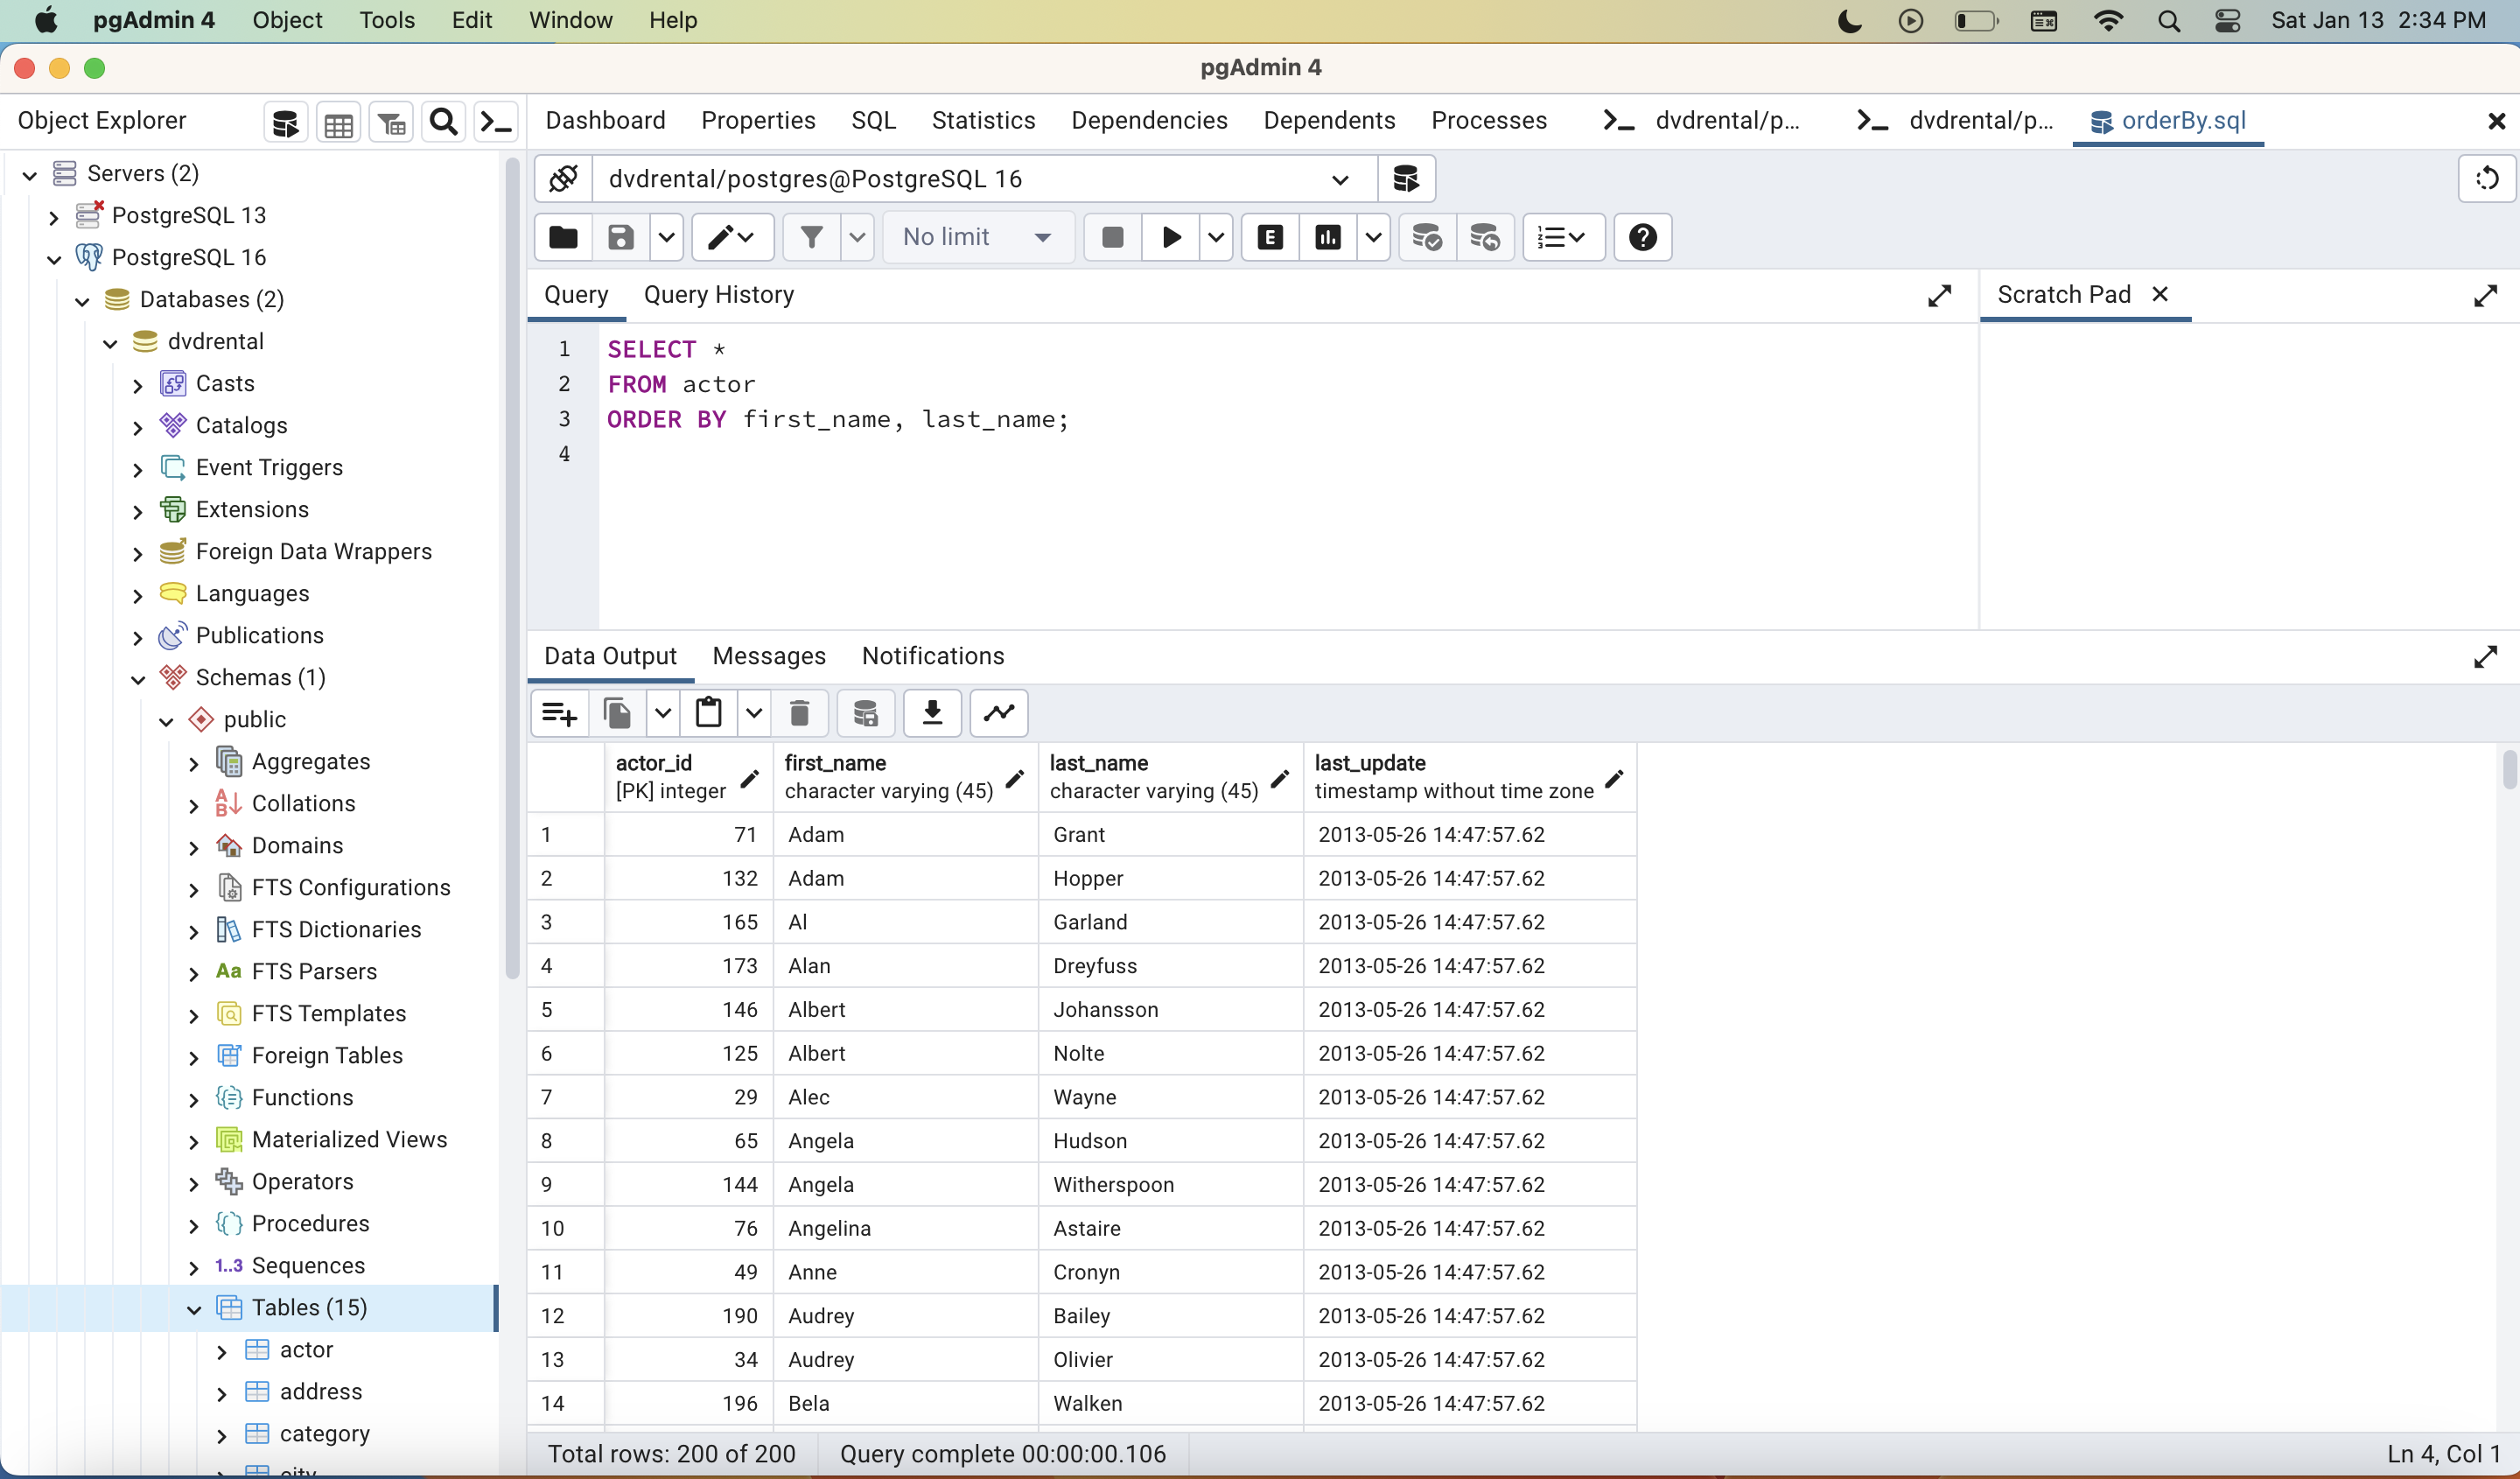 pgAdmin 4 Object Tools Edit Window Help Sat Jan 13 2:34 PM
pgAdmin 4
Object Explorer
Dashboard Properties SQL Statistics Dependencies Dependents Processes dvdrental/p... dvdrental/p... orderBy.sql
Servers (2)
PostgreSQL 13
PostgreSQL 16
Databases (2)
dvdrental
Casts
Catalogs
Event Triggers
Extensions
Foreign Data Wrappers
Languages
Publications
Schemas (1)
public
Aggregates
Collations
Domains
FTS Configurations
FTS Dictionaries
Aa FTS Parsers
FTS Templates
Foreign Tables
Functions
Materialized Views
Operators
Procedures
1..3 Sequences
Tables (15)
actor
address
category
city
dvdrental/postgres@PostgreSQL 16
No limit E
Query Query History Scratch Pad
1 SELECT *
2 FROM actor
3 ORDER BY first_name, last_name;
4
Data Output Messages Notifications
actor_id first_name last_name last_update
[PK] integer character varying (45) character varying (45) timestamp without time zone
1 71 Adam Grant 2013-05-26 14:47:57.62
2 132 Adam Hopper 2013-05-26 14:47:57.62
3 165 Al Garland 2013-05-26 14:47:57.62
4 173 Alan Dreyfuss 2013-05-26 14:47:57.62
5 146 Albert Johansson 2013-05-26 14:47:57.62
6 125 Albert Nolte 2013-05-26 14:47:57.62
7 29 Alec Wayne 2013-05-26 14:47:57.62
8 65 Angela Hudson 2013-05-26 14:47:57.62
9 144 Angela Witherspoon 2013-05-26 14:47:57.62
10 76 Angelina Astaire 2013-05-26 14:47:57.62
11 49 Anne Cronyn 2013-05-26 14:47:57.62
12 190 Audrey Bailey 2013-05-26 14:47:57.62
13 34 Audrey Olivier 2013-05-26 14:47:57.62
14 196 Bela Walken 2013-05-26 14:47:57.62
Total rows: 200 of 200 Query complete 00:00:00.106 Ln 4, Col 1